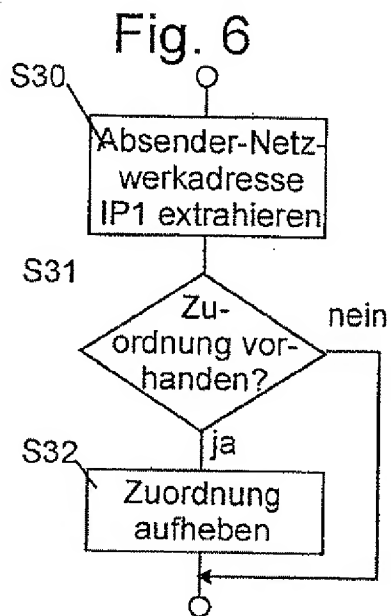 Fig. 6
S30
Absender-Netz-
werkadresse
IP1 extrahieren
S31
Zu-
ordnung vor-
handen?
nein
ja
S32
Zuordnung
aufheben